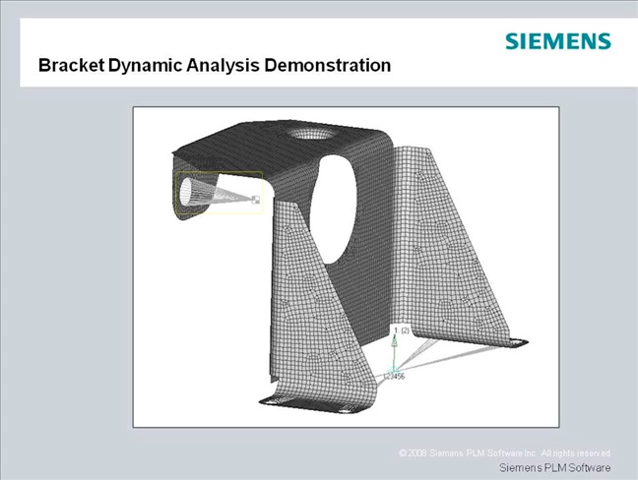 SIEMENS
Bracket Dynamic Analysis Demonstration
1. (2)
123456
© 2008 Siemens PLM Software Inc. All rights reserved
Siemens PLM Software